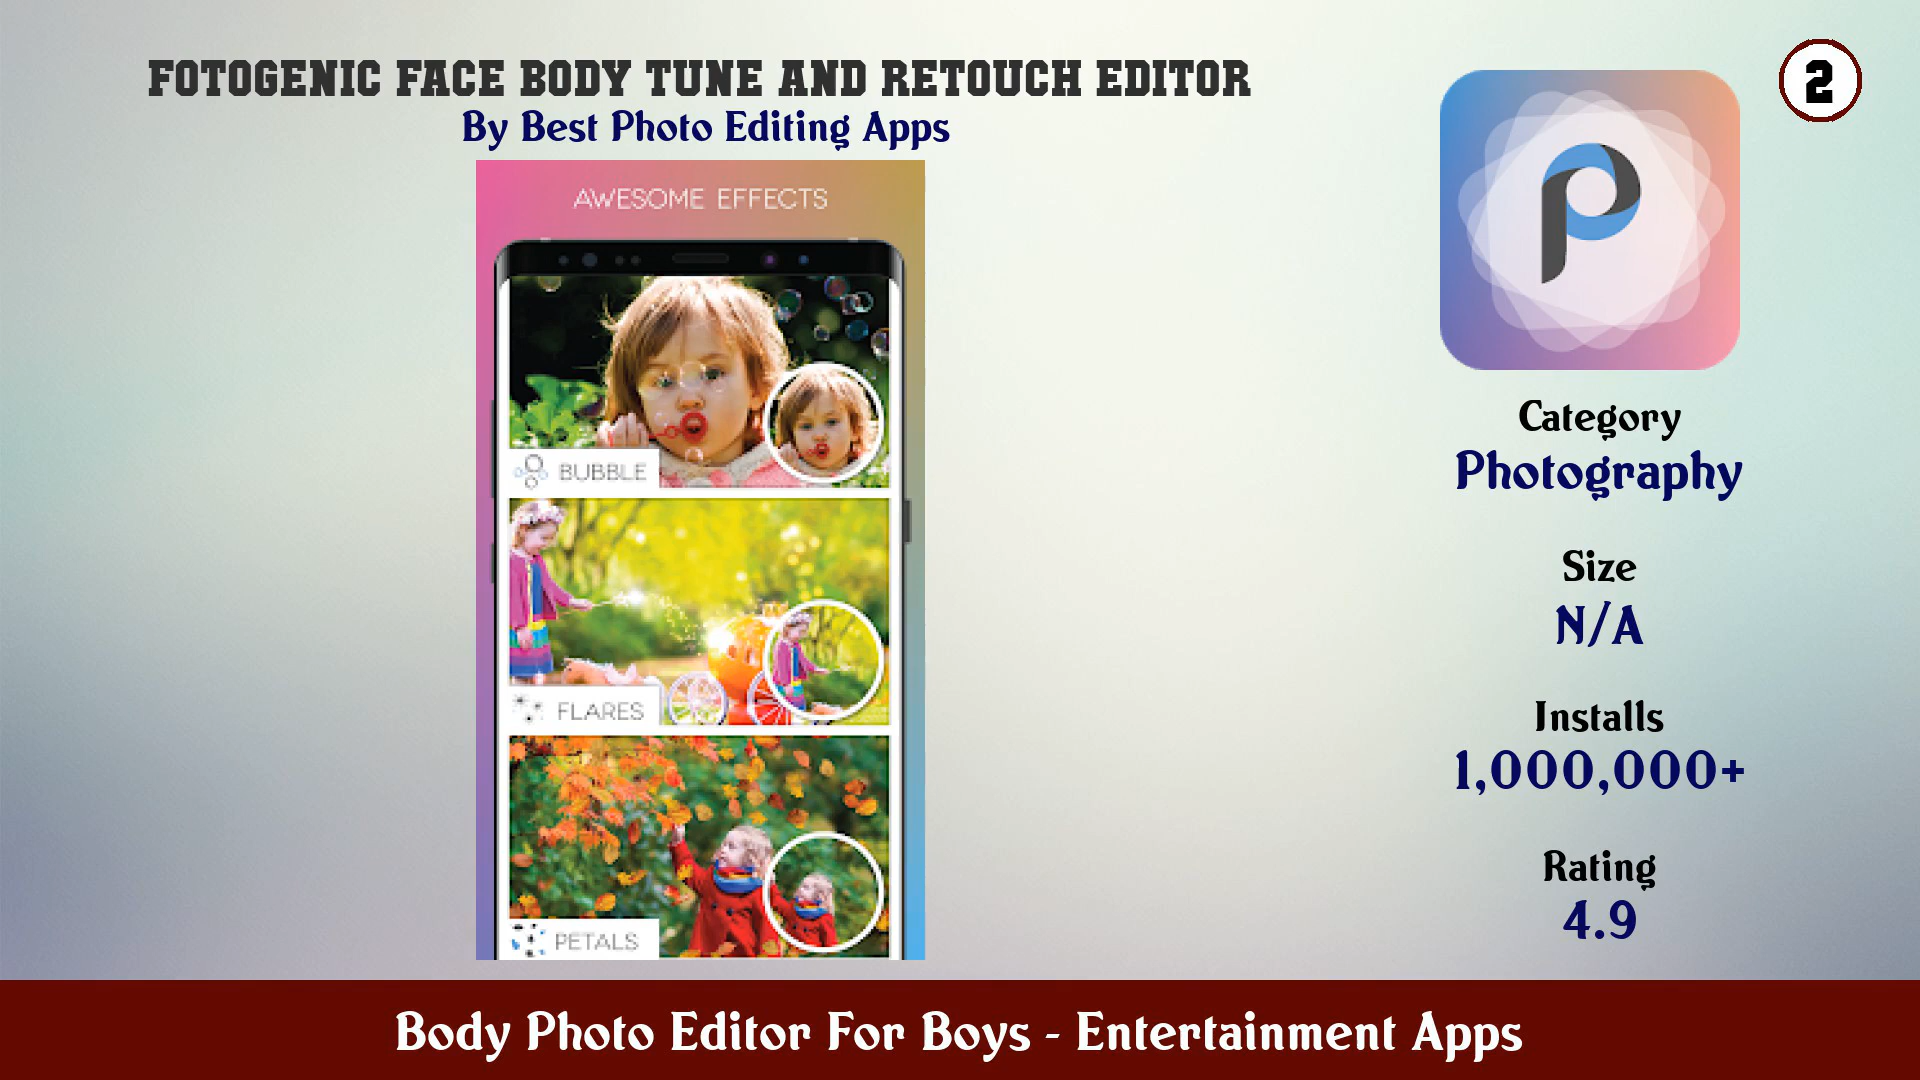 FOTOGENIC FACE BODY TUNE AND RETOUCH EDITOR
By Best Photo Editing Apps
2
AWESOME EFFECTS
BUBBLE
FLARES
PETALS
Category
Photography
Size
N/A
Installs
1,000,000+
Rating
4.9
Body Photo Editor For Boys - Entertainment Apps